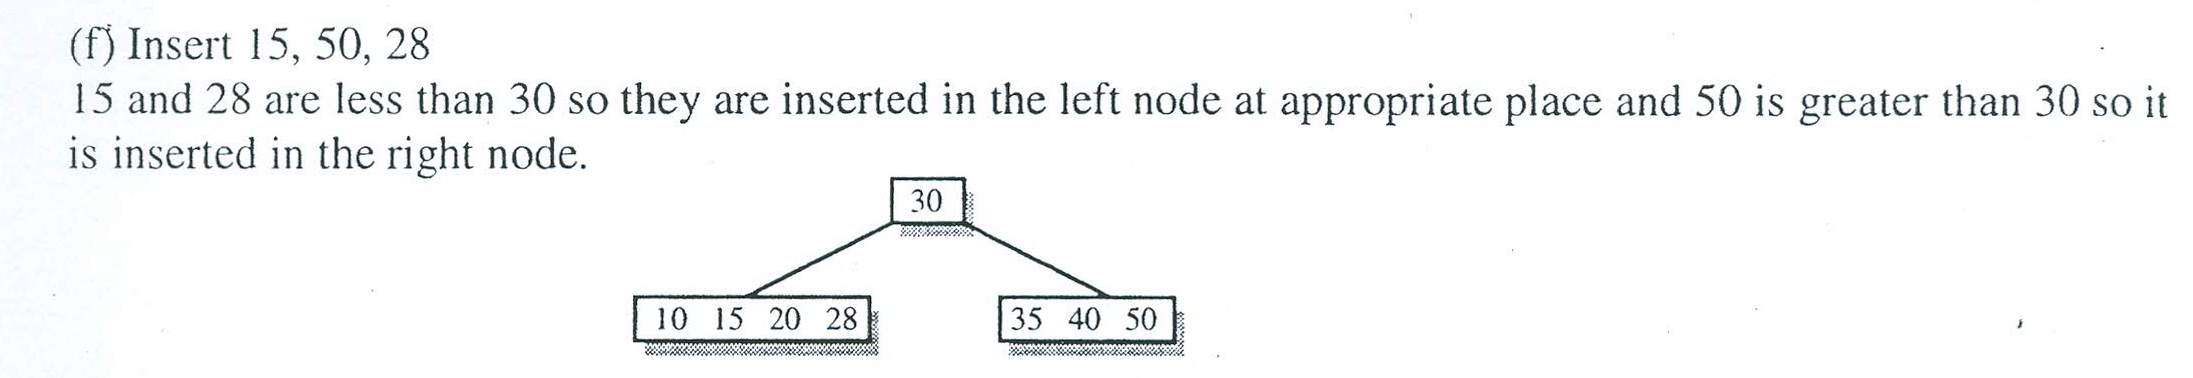 (f) Insert 15, 50, 28
15 and 28 are less than 30 so they are inserted in the left node at appropriate place and 50 is greater than 30 so it
is inserted in the right node.
30
10 15 20 28
35 40 50